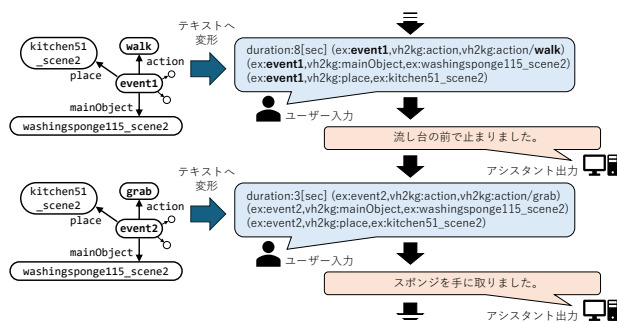 kitchen51
_scene2
walk
action
place
event1
mainObject
washingsponge115_scene2
テキストへ
変形
duration:8[sec] (ex:event1,vh2kg:action,vh2kg:action/walk)
(ex:event1,vh2kg:mainObject,ex:washingsponge115_scene2)
(ex:event1,vh2kg:place,ex:kitchen51_scene2)
ユーザー入力
流し台の前で止まりました。
アシスタント出力
kitchen51
_scene2
grab
action
place
event2
mainObject
washingsponge115_scene2
テキストへ
変形
duration:3[sec] (ex:event2,vh2kg:action,vh2kg:action/grab)
(ex:event2,vh2kg:mainObject,ex:washingsponge115_scene2)
(ex:event2,vh2kg:place,ex:kitchen51_scene2)
ユーザー入力
スポンジを手に取りました。
アシスタント出力